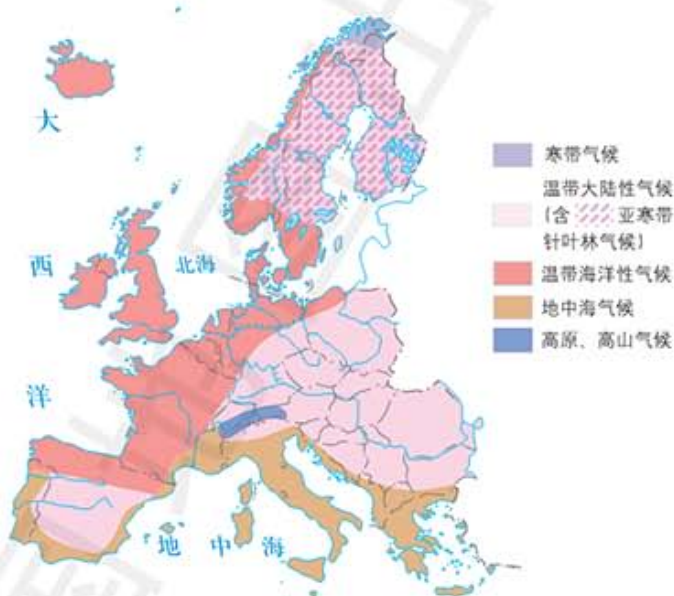 大
西
洋
北海
地 中 海
寒带气候
温带大陆性气候
(含 亚寒带
针叶林气候)
温带海洋性气候
地中海气候
高原、高山气候